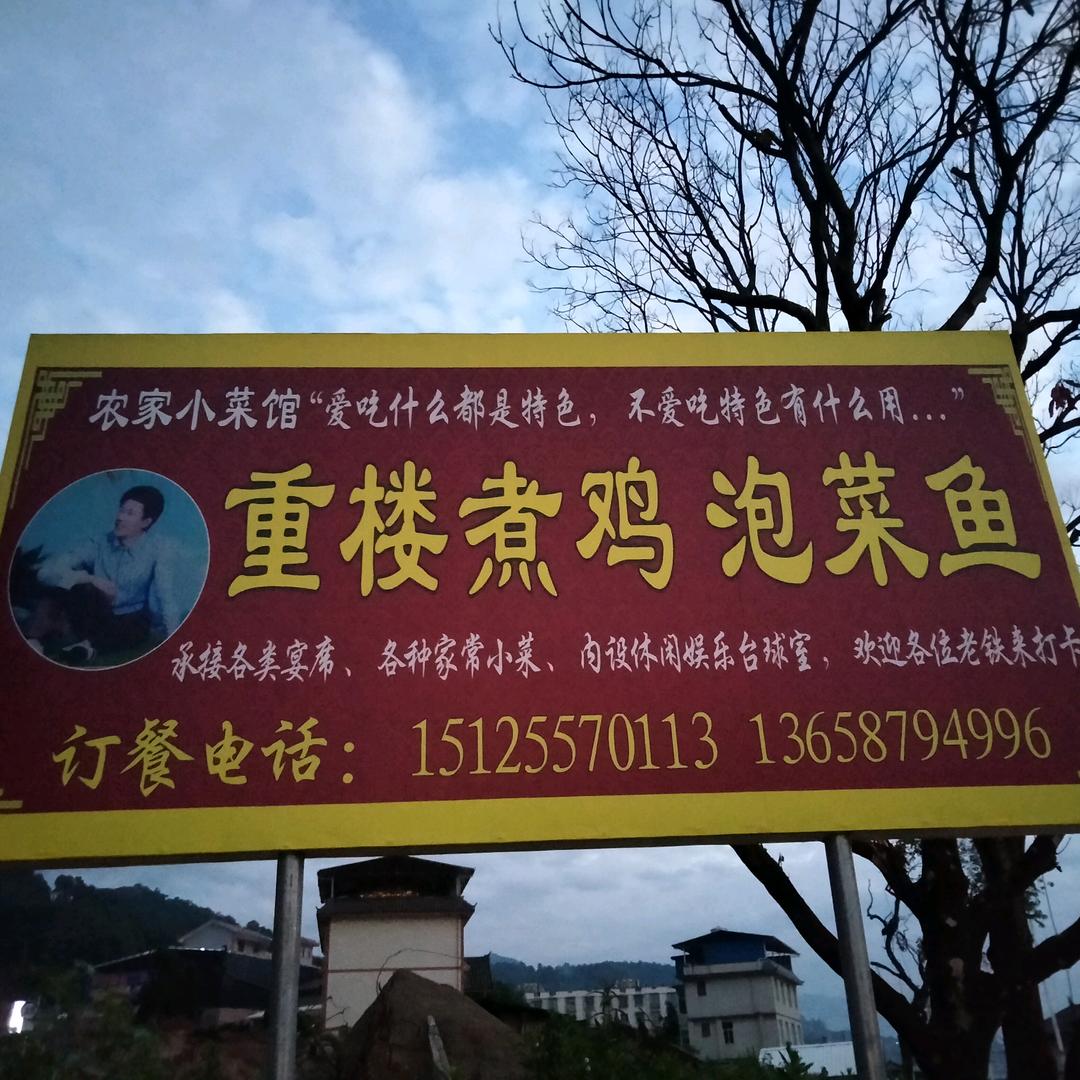 农家小菜馆“爱吃什么都是特色，不爱吃特色有什么用...”
重楼煮鸡 泡菜鱼
承接各类宴席、各种家常小菜、内设休闲娱乐台球室，欢迎各位老铁来打卡
订餐电话： 15125570113 13658794996